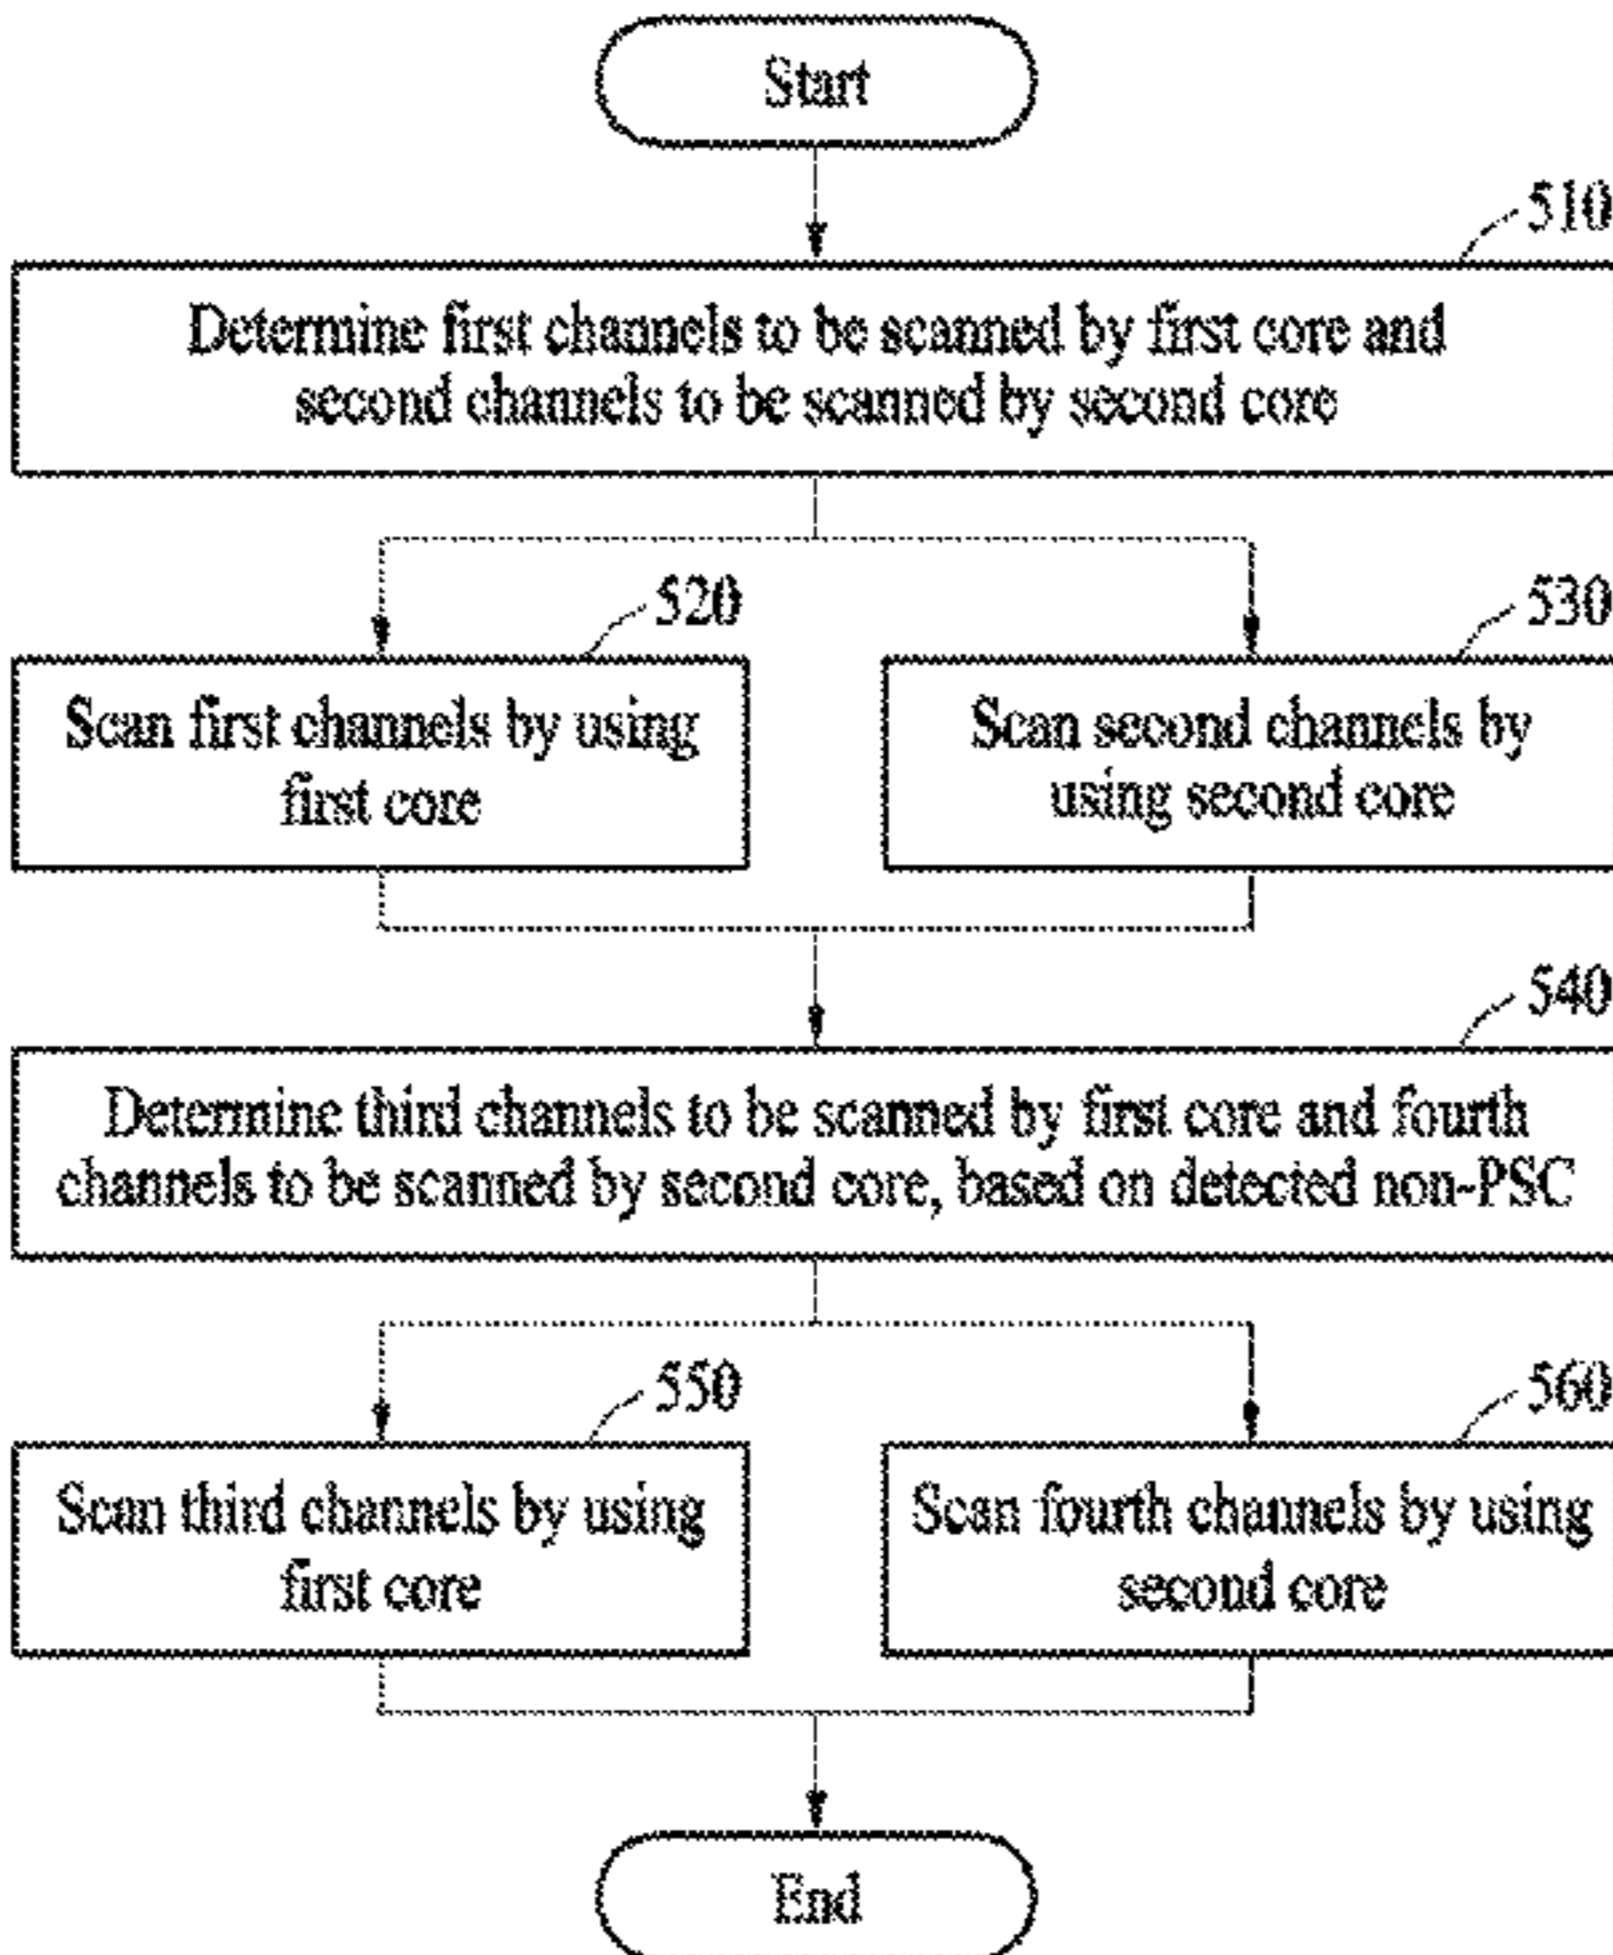 Start
510
Determine first channels to be scanned by first core and
second channels to be scanned by second core
520
530
Scan first channels by using
first core
Scan second channels by
using second core
540
Determine third channels to be scanned by first core and fourth
channels to be scanned by second core, based on detected non-PSC
550
560
Scan third channels by using
first core
Scan fourth channels by using
second core
End